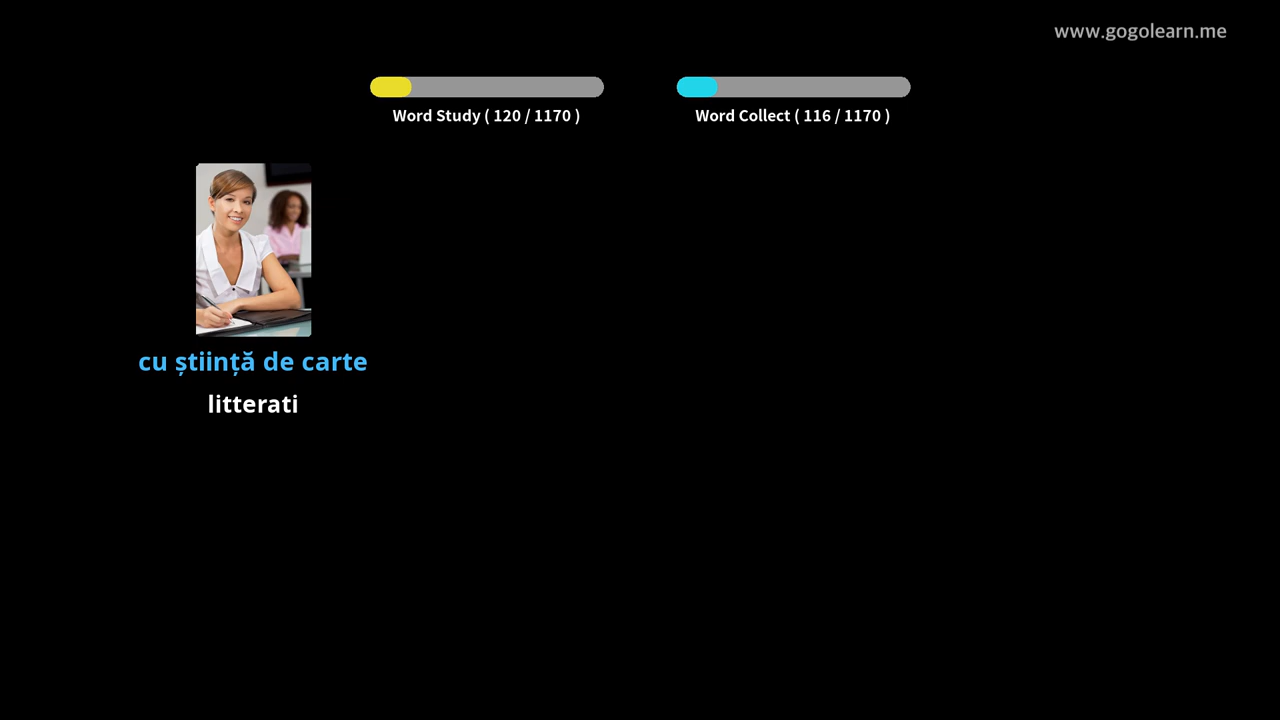 www.gogolearn.me
Word Study ( 120 / 1170 )
Word Collect ( 116 / 1170 )
cu știință de carte
litterati